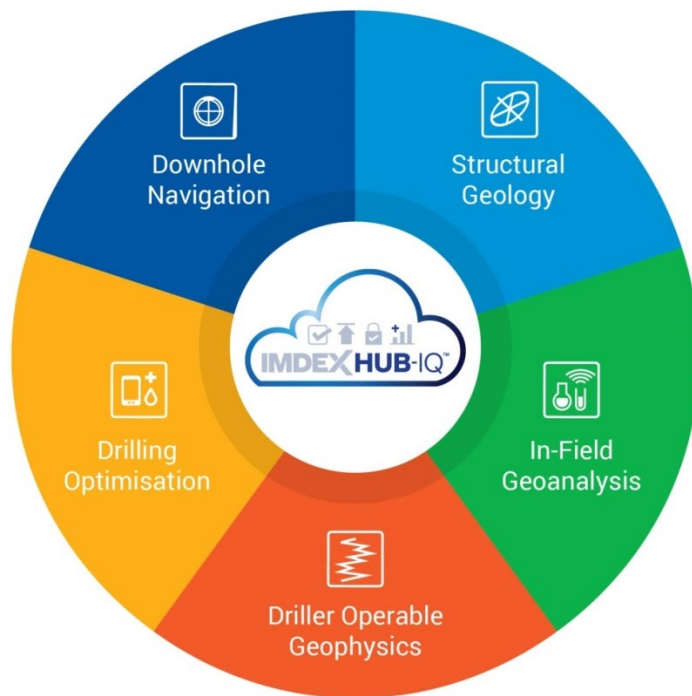 Downhole
Navigation
Structural
Geology
IMDEXHUB-IQ™
Drilling
Optimisation
In-Field
Geoanalysis
Driller Operable
Geophysics